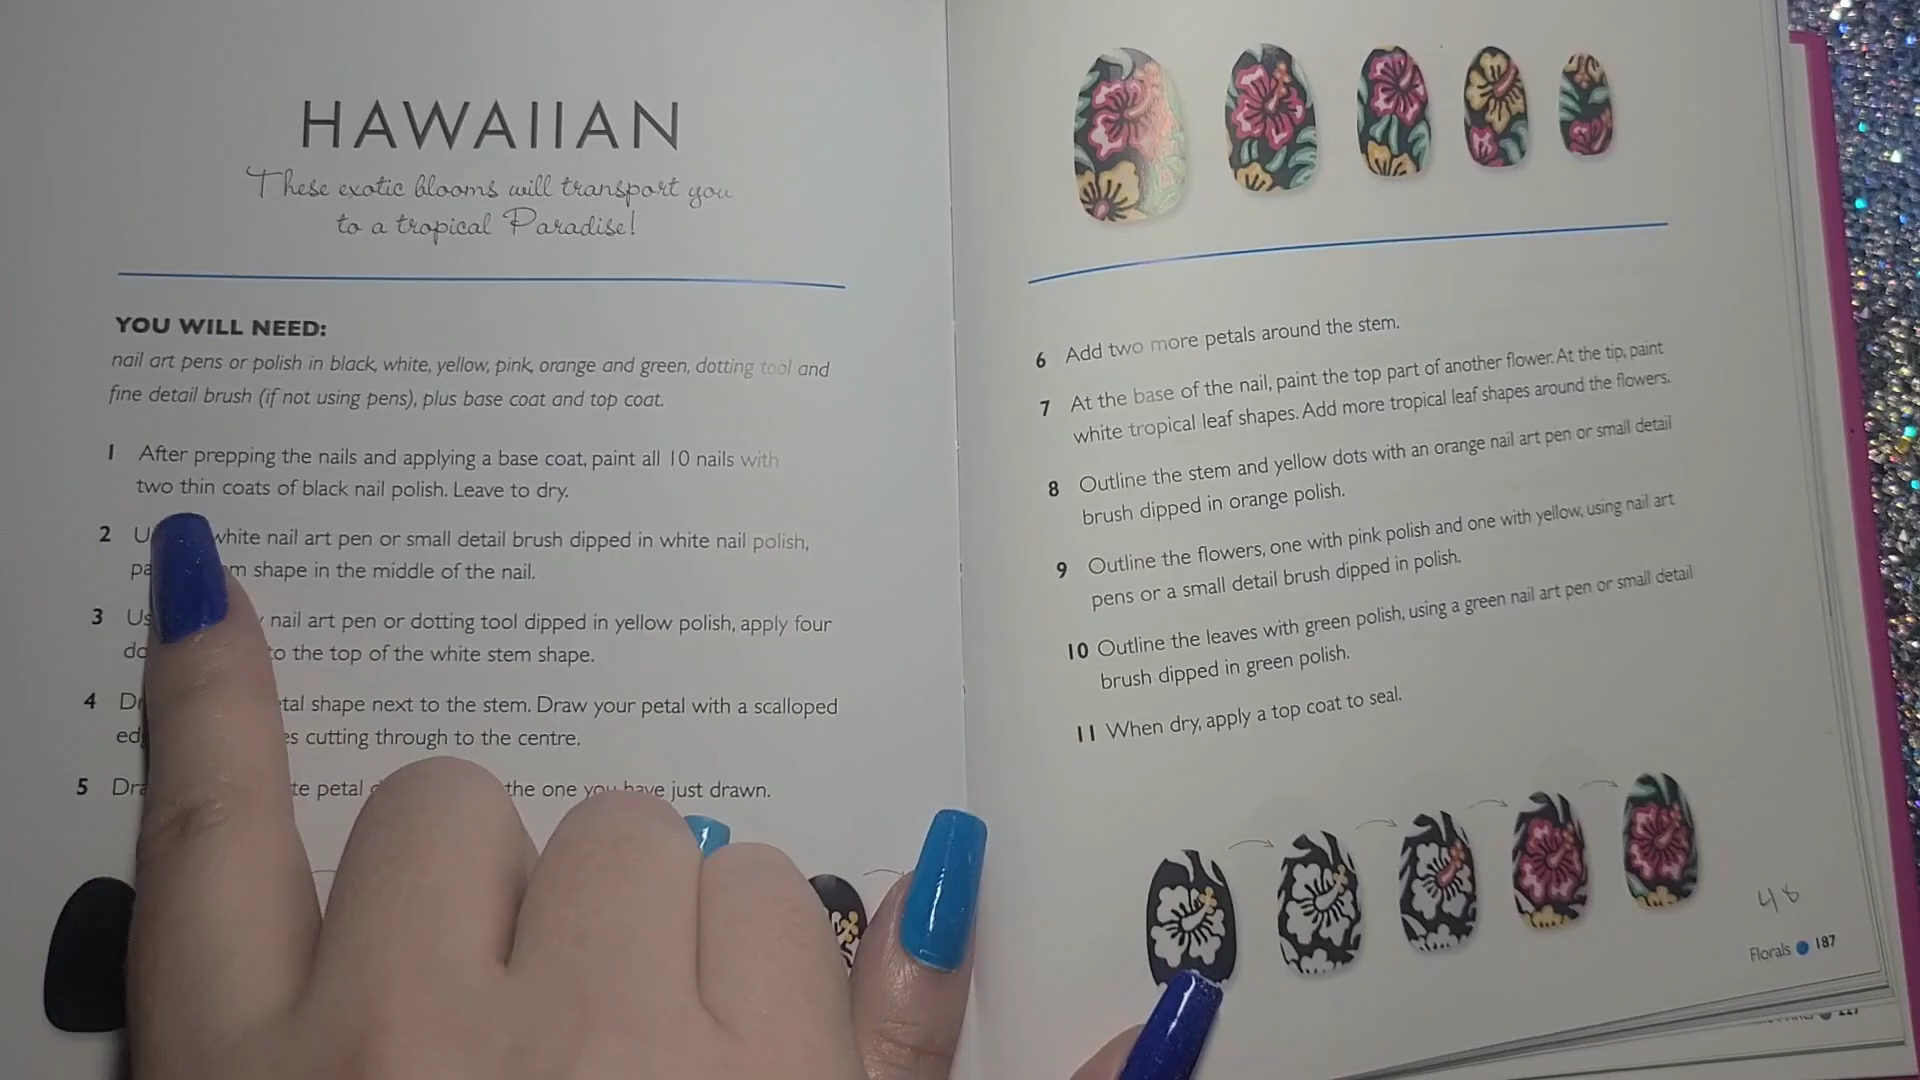 HAWAIIAN
These exotic blooms will transport you
to a tropical Paradise!
YOU WILL NEED:
nail art pens or polish in black, white, yellow, pink, orange and green, dotting tool and
fine detail brush (if not using pens), plus base coat and top coat.
1 After prepping the nails and applying a base coat, paint all 10 nails with
two thin coats of black nail polish. Leave to dry.
2 white nail art pen or small detail brush dipped in white nail polish,
shape in the middle of the nail.
3 nail art pen or dotting tool dipped in yellow polish, apply four
to the top of the white stem shape.
4 shape next to the stem. Draw your petal with a scalloped
cutting through to the centre.
5 petal the one you have just drawn.
6 Add two more petals around the stem.
7 At the base of the nail, paint the top part of another flower. At the tip, paint
white tropical leaf shapes. Add more tropical leaf shapes around the flowers.
8 Outline the stem and yellow dots with an orange nail art pen or small detail
brush dipped in orange polish.
9 Outline the flowers, one with pink polish and one with yellow, using nail art
pens or a small detail brush dipped in polish.
10 Outline the leaves with green polish, using a green nail art pen or small detail
brush dipped in green polish.
11 When dry, apply a top coat to seal.
48
Florals 187